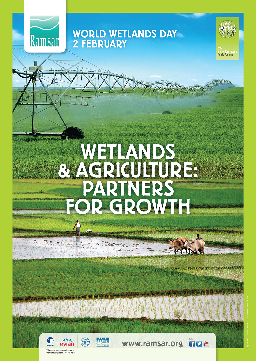 Ramsar
WORLD WETLANDS DAY
2 FEBRUARY
WETLANDS
& AGRICULTURE:
PARTNERS
FOR GROWTH
www.ramsar.org